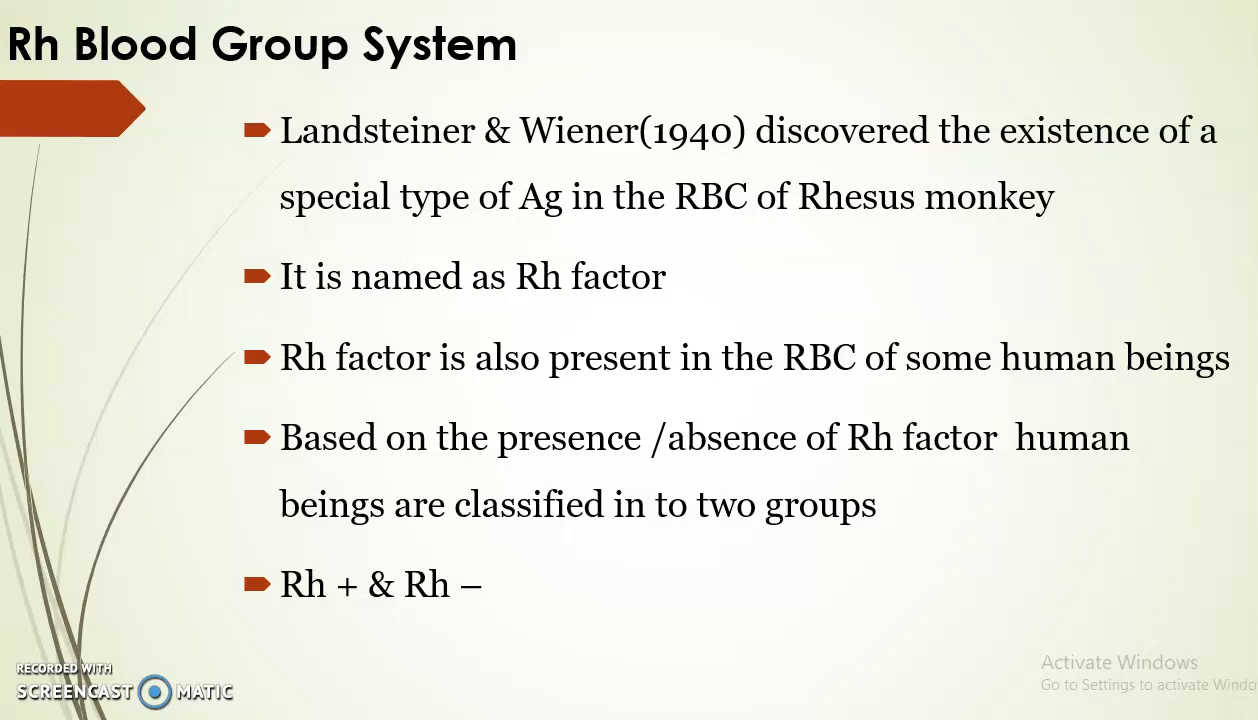 Rh Blood Group System
Landsteiner & Wiener(1940) discovered the existence of a
special type of Ag in the RBC of Rhesus monkey
It is named as Rh factor
Rh factor is also present in the RBC of some human beings
Based on the presence /absence of Rh factor  human
beings are classified in to two groups
Rh + & Rh –
RECORDED WITH
SCREENCAST MATIC
Activate Windows
Go to Settings to activate Windo